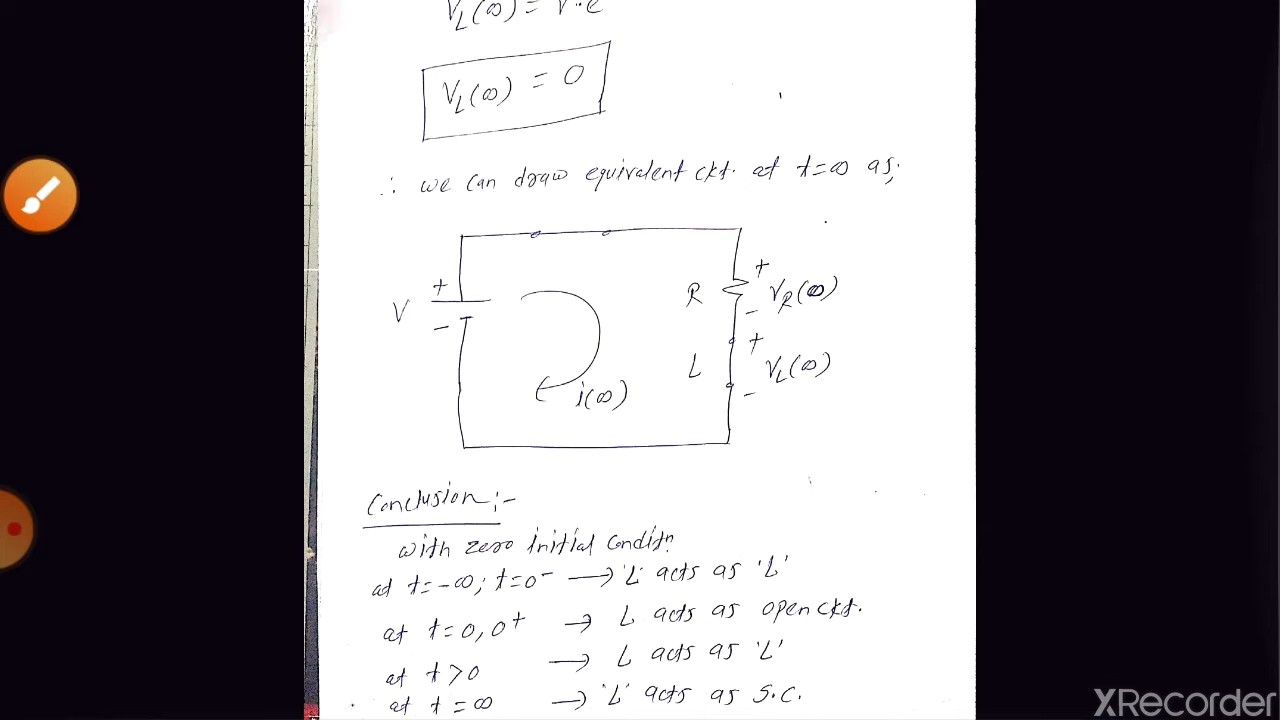 V_L(∞) = V·e
V_L(∞) = 0
∴ we can draw equivalent ckt. at t=∞ as;
+
V
-
i(∞)
R
+
V_R(∞)
-
L
+
V_L(∞)
-
Conclusion:-
with zero initial conditn
at t=-∞; t=0⁻ → 'L' acts as 'L'
at t=0, 0⁺ → L acts as open ckt.
at t>0 → L acts as 'L'
at t=∞ → 'L' acts as S.C.
XRecorder